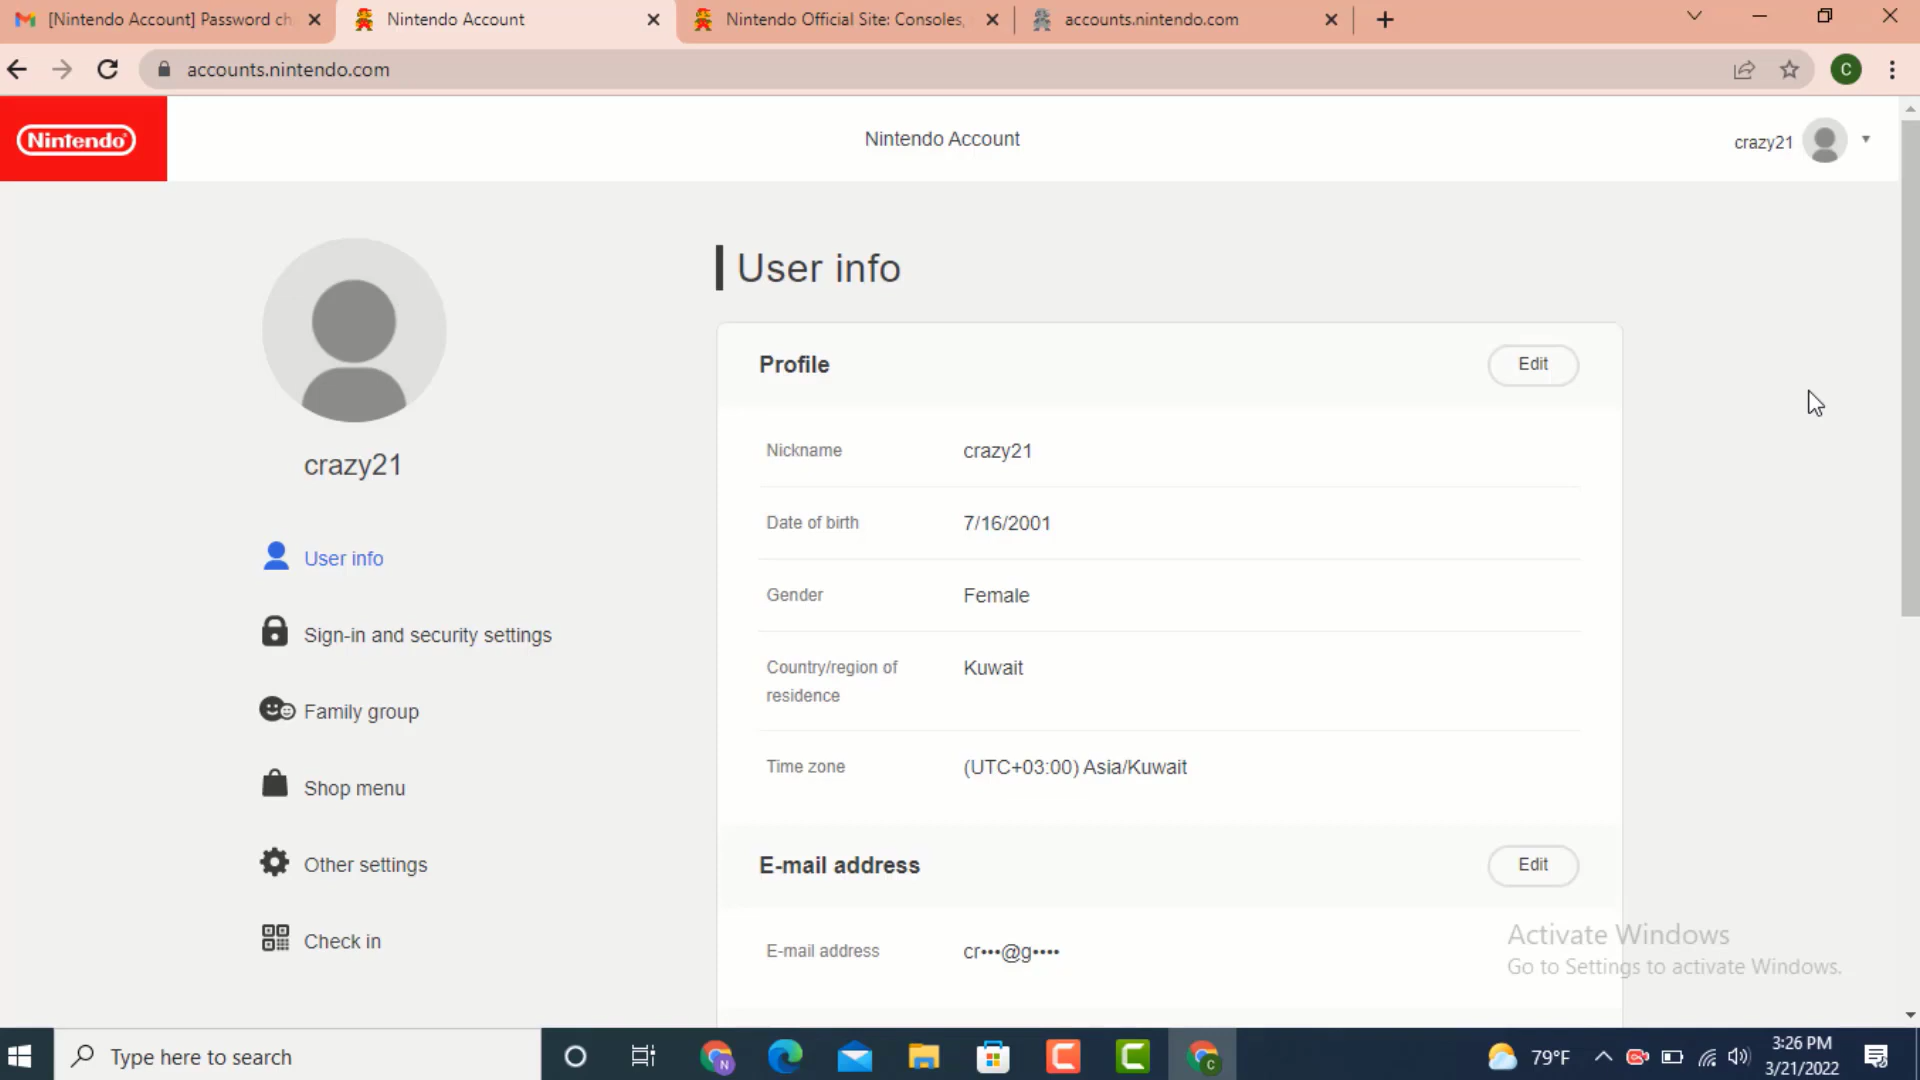 [Nintendo Account] Password ch
Nintendo Account
Nintendo Official Site: Consoles,
accounts.nintendo.com
accounts.nintendo.com
C
Nintendo
Nintendo Account
crazy21
crazy21
User info
Sign-in and security settings
Family group
Shop menu
Other settings
Check in
User info
Profile
Edit
Nickname crazy21
Date of birth 7/16/2001
Gender Female
Country/region of
residence
Kuwait
Time zone (UTC+03:00) Asia/Kuwait
E-mail address
Edit
E-mail address cr•••@g••••
Activate Windows
Go to Settings to activate Windows.
Type here to search
N
C
79°F
3:26 PM
3/21/2022